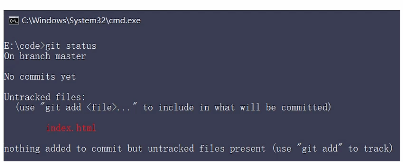 C:\Windows\System32\cmd.exe
E:\code>git status
On branch master
No commits yet
Untracked files:
(use "git add <file>..." to include in what will be committed)
index.html
nothing added to commit but untracked files present (use "git add" to track)